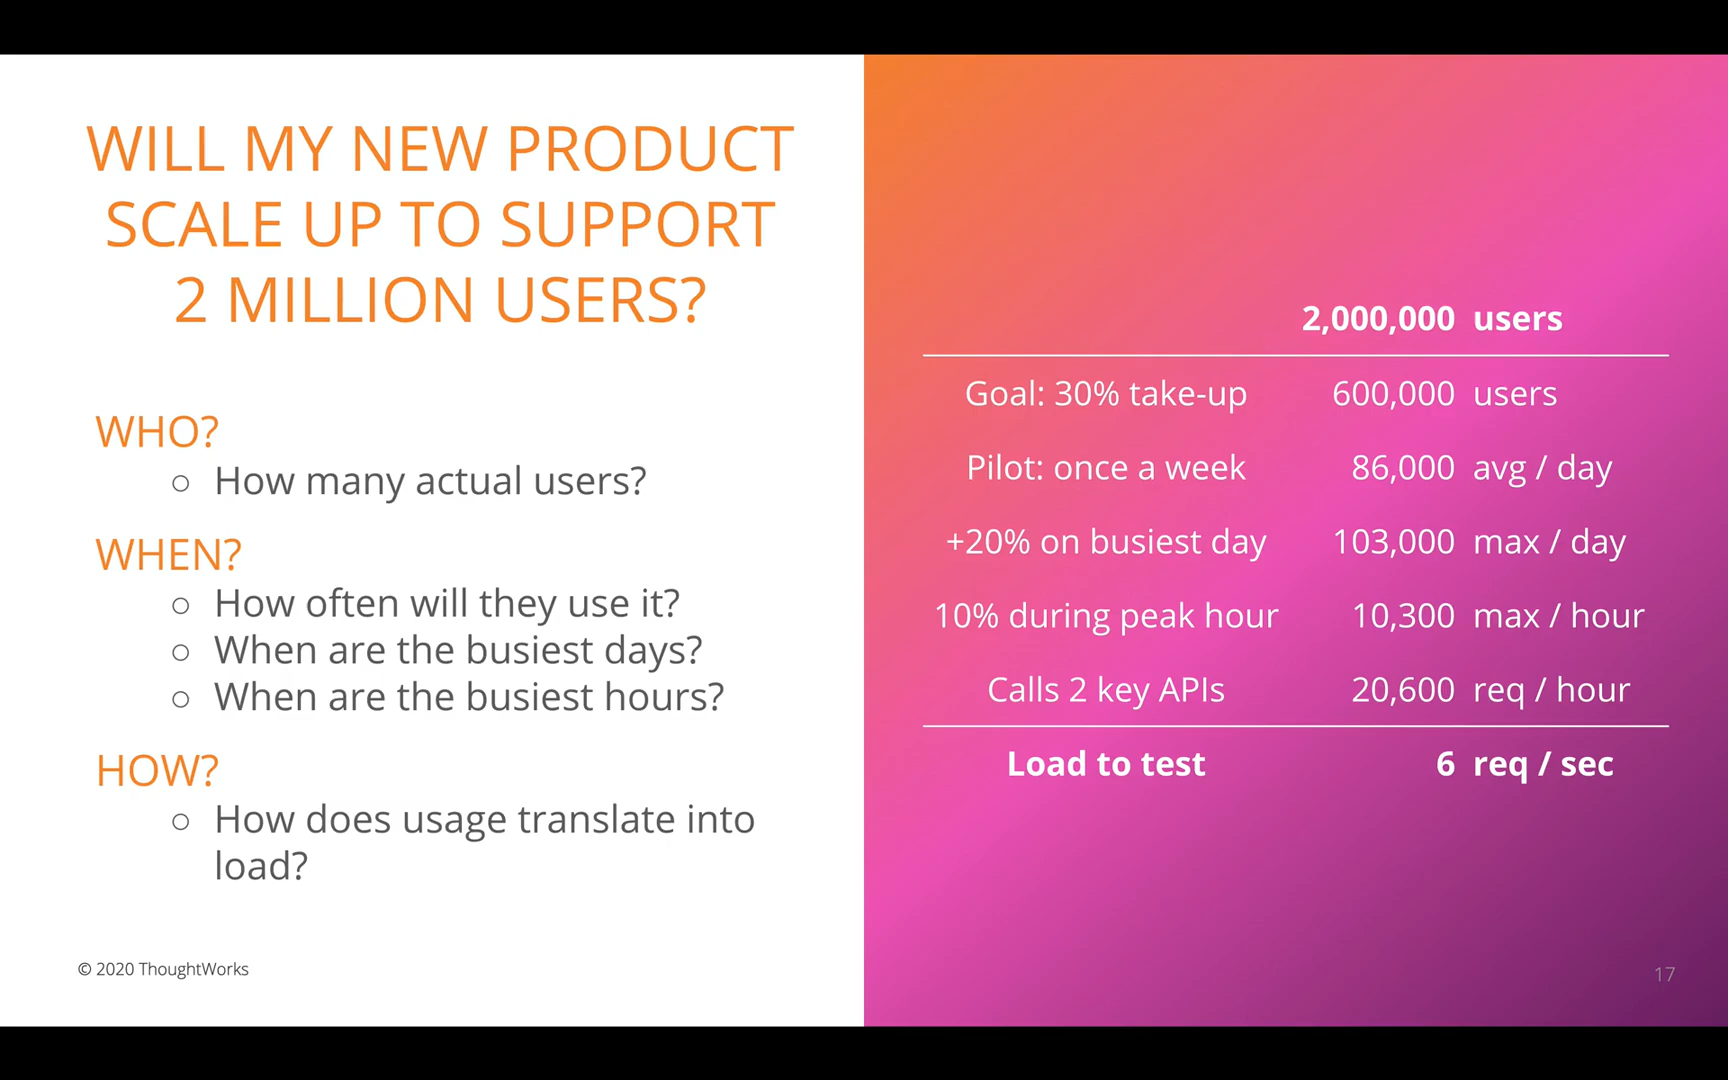 WILL MY NEW PRODUCT
SCALE UP TO SUPPORT
2 MILLION USERS?
WHO?
○ How many actual users?
WHEN?
○ How often will they use it?
○ When are the busiest days?
○ When are the busiest hours?
HOW?
○ How does usage translate into
load?
© 2020 ThoughtWorks
2,000,000 users
Goal: 30% take-up 600,000 users
Pilot: once a week 86,000 avg / day
+20% on busiest day 103,000 max / day
10% during peak hour 10,300 max / hour
Calls 2 key APIs 20,600 req / hour
Load to test 6 req / sec
17